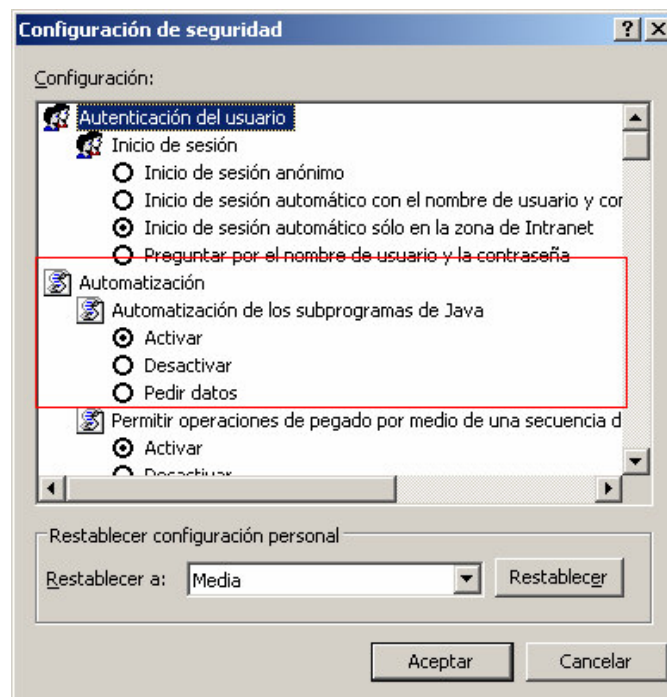 Configuración de seguridad
Configuración:
Autenticación del usuario
Inicio de sesión
Inicio de sesión anónimo
Inicio de sesión automático con el nombre de usuario y
Inicio de sesión automático sólo en la zona de Intranet
Preguntar por el nombre de usuario y la contraseña
Automatización
Automatización de los subprogramas de Java
Activar
Desactivar
Pedir datos
Permitir operaciones de pegado por medio de una secuencia d
Activar
Desactivar
Restablecer configuración personal
Restablecer a: Media Restablecer
Aceptar Cancelar